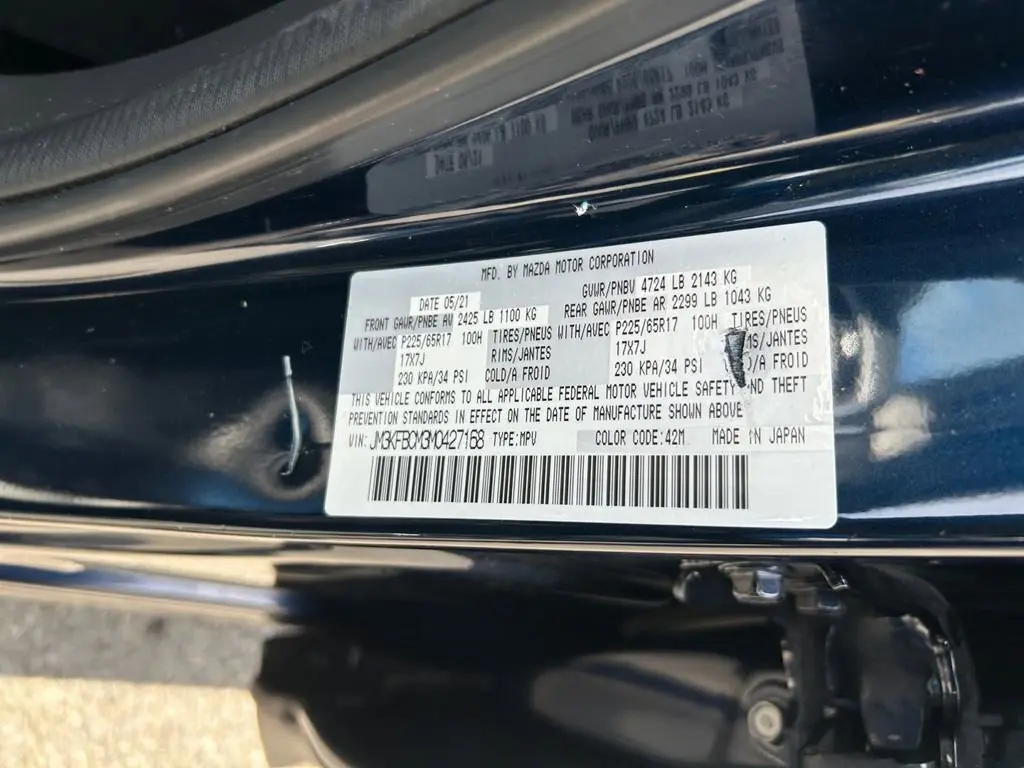 MFD. BY MAZDA MOTOR CORPORATION
DATE 05/21 GVWR/PNBV 4724 LB 2143 KG
FRONT GAWR/PNBE AV 2425 LB 1100 KG REAR GAWR/PNBE AR 2299 LB 1043 KG
WITH/AVEC P225/65R17 100H TIRES/PNEUS WITH/AVEC P225/65R17 100H TIRES/PNEUS
17X7J RIMS/JANTES 17X7J RIMS/JANTES
230 KPA/34 PSI COLD/A FROID 230 KPA/34 PSI COLD/A FROID
THIS VEHICLE CONFORMS TO ALL APPLICABLE FEDERAL MOTOR VEHICLE SAFETY AND THEFT
PREVENTION STANDARDS IN EFFECT ON THE DATE OF MANUFACTURE SHOWN ABOVE
VIN: JM3KFBCM3M0427168 TYPE:MPV COLOR CODE:42M MADE IN JAPAN